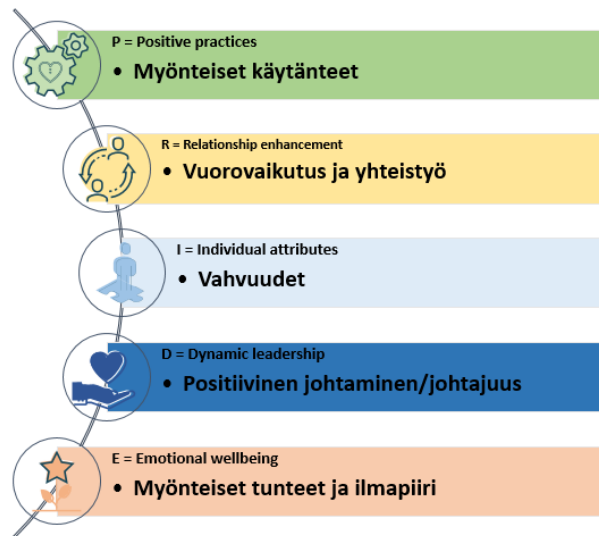 P = Positive practices
• Myönteiset käytänteet
R = Relationship enhancement
• Vuorovaikutus ja yhteistyö
I = Individual attributes
• Vahvuudet
D = Dynamic leadership
• Positiivinen johtaminen/johtajuus
E = Emotional wellbeing
• Myönteiset tunteet ja ilmapiiri